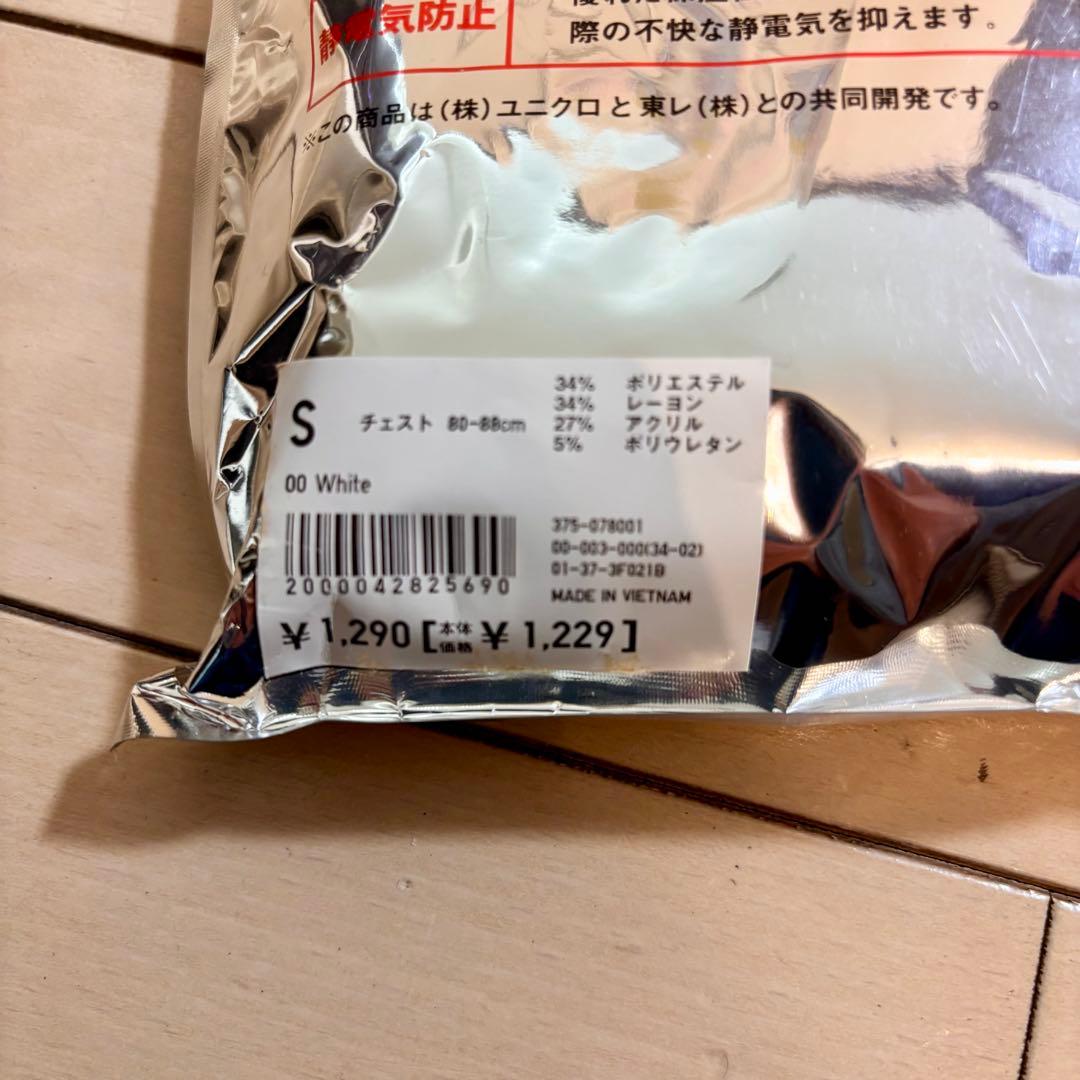 静電気防止
際の不快な静電気を抑えます。
※この商品は(株)ユニクロと東レ(株)との共同開発です。
S
チェスト 80-88cm
34% ポリエステル
34% レーヨン
27% アクリル
5% ポリウレタン
00 White
375-078001
00-003-000(34-02)
01-37-3F021B
MADE IN VIETNAM
2000042825690
¥ 1,290 [本体価格 ¥ 1,229]